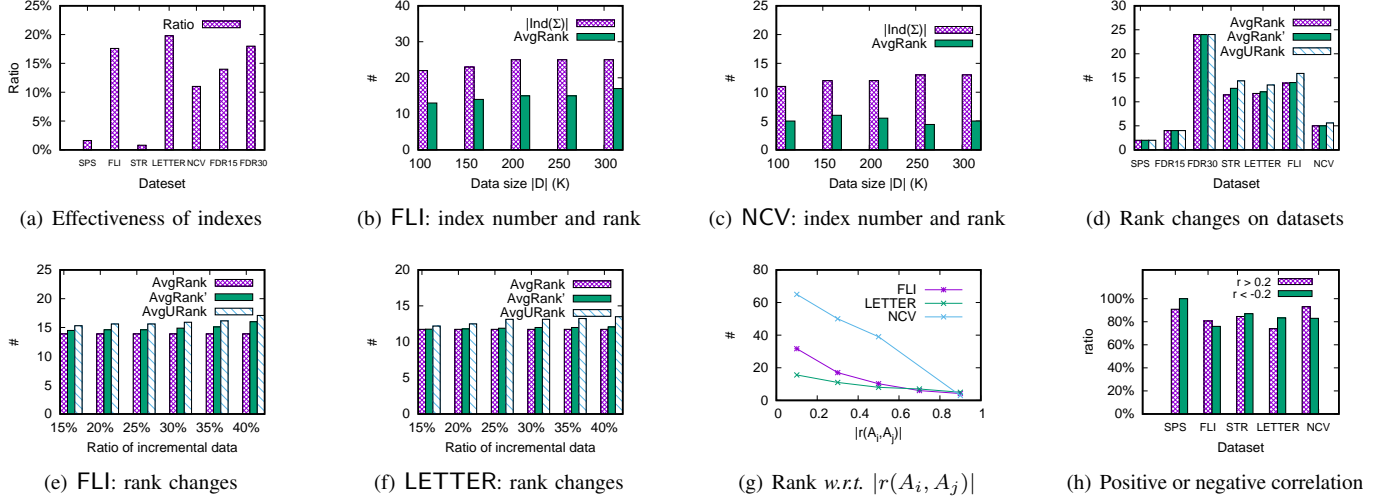 25%
20%
15%
10%
5%
0%
Ratio
Ratio
SPS FLI STR LETTER NCV FDR15 FDR30
Dateset
(a) Effectiveness of indexes
40
30
20
10
0
#
|Ind(Σ)|
AvgRank
100 150 200 250 300
Data size |D| (K)
(b) FLI: index number and rank
25
20
15
10
5
0
#
|Ind(Σ)|
AvgRank
100 150 200 250 300
Data size |D| (K)
(c) NCV: index number and rank
30
25
20
15
10
5
0
#
AvgRank
AvgRank'
AvgURank
SPS FDR15 FDR30 STR LETTER FLI NCV
Dataset
(d) Rank changes on datasets
25
20
15
10
5
0
#
AvgRank
AvgRank'
AvgURank
15% 20% 25% 30% 35% 40%
Ratio of incremental data
(e) FLI: rank changes
20
15
10
5
0
#
AvgRank
AvgRank'
AvgURank
15% 20% 25% 30% 35% 40%
Ratio of incremental data
(f) LETTER: rank changes
80
60
40
20
0
#
FLI
LETTER
NCV
0 0.2 0.4 0.6 0.8 1
|r(A_i,A_j)|
(g) Rank w.r.t. |r(A_i, A_j)|
100%
80%
60%
40%
20%
0%
ratio
r > 0.2
r < -0.2
SPS FLI STR LETTER NCV
Dataset
(h) Positive or negative correlation